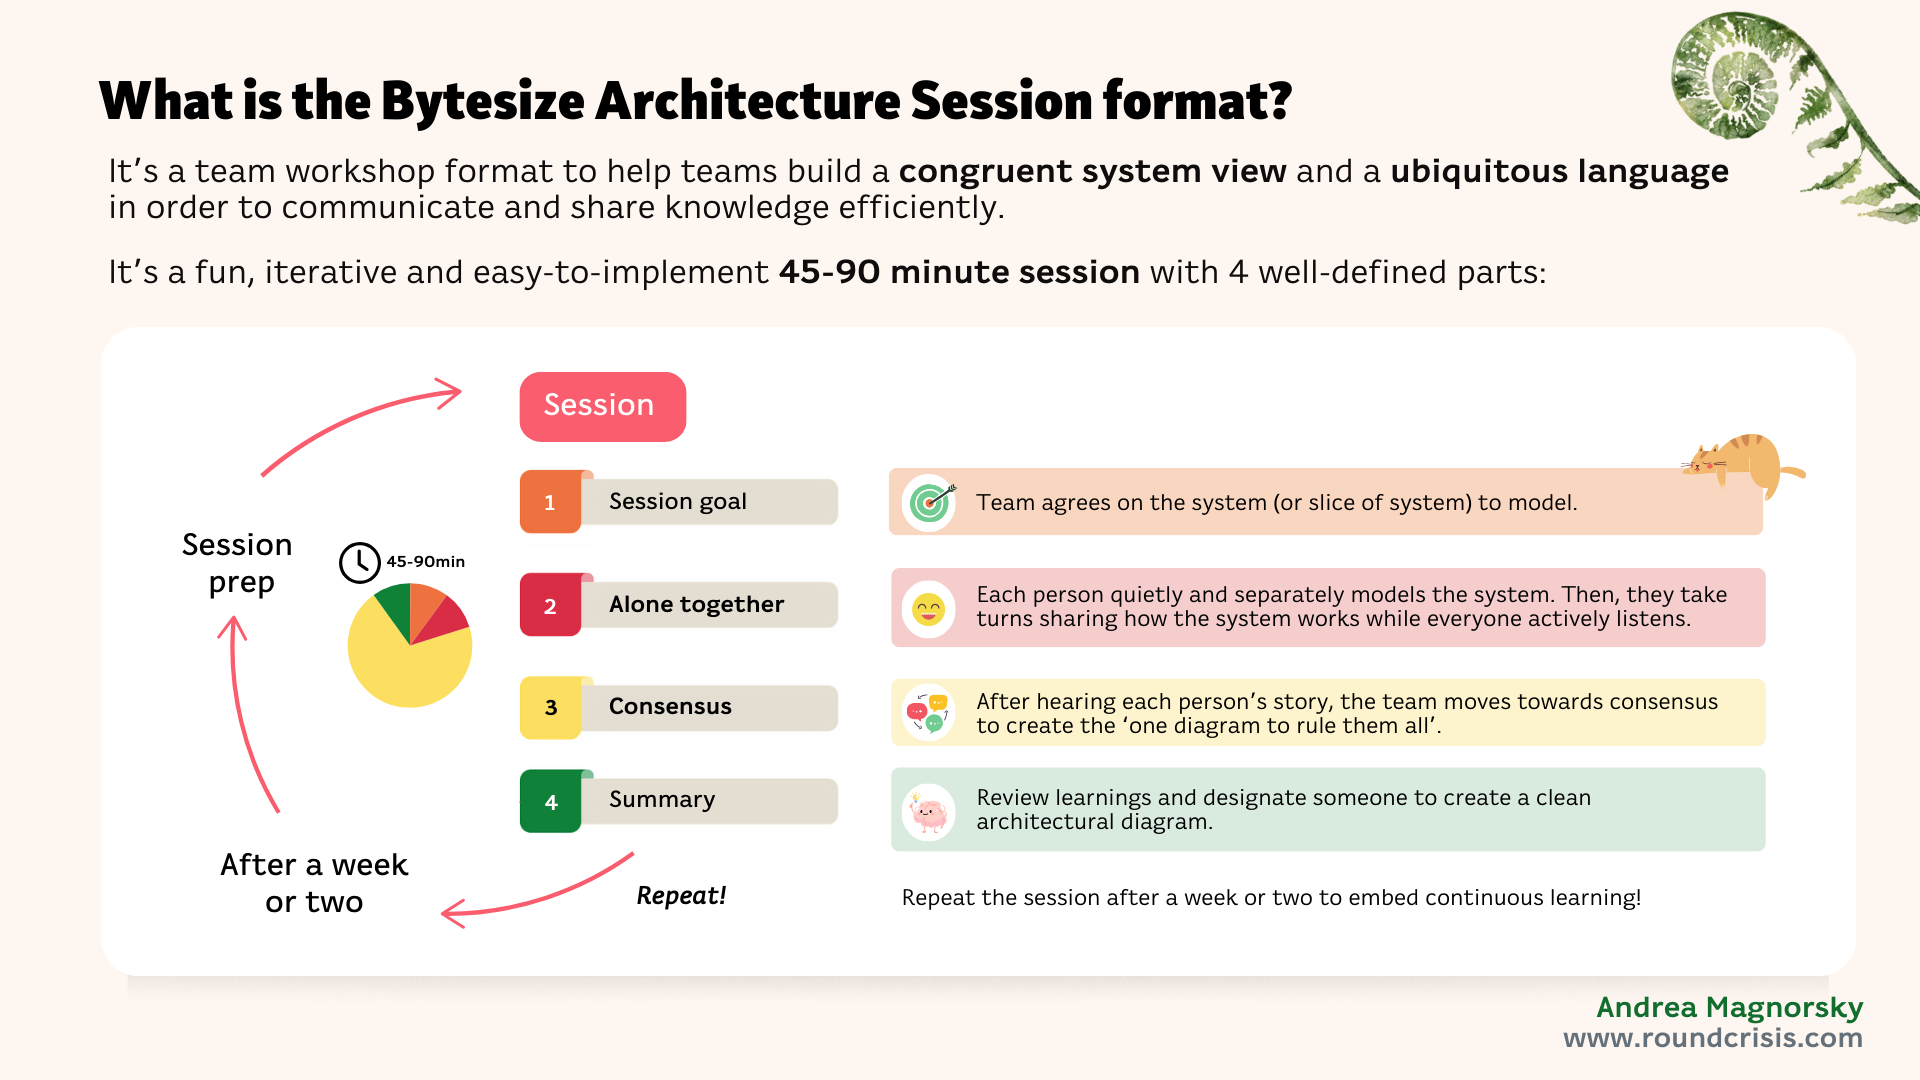 What is the Bytesize Architecture Session format?
It’s a team workshop format to help teams build a congruent system view and a ubiquitous language
in order to communicate and share knowledge efficiently.
It’s a fun, iterative and easy-to-implement 45-90 minute session with 4 well-defined parts:
Session
1
Session goal
Team agrees on the system (or slice of system) to model.
Session
prep
45-90min
2
Alone together
Each person quietly and separately models the system. Then, they take
turns sharing how the system works while everyone actively listens.
3
Consensus
After hearing each person’s story, the team moves towards consensus
to create the ‘one diagram to rule them all’.
4
Summary
Review learnings and designate someone to create a clean
architectural diagram.
After a week
or two
Repeat!
Repeat the session after a week or two to embed continuous learning!
Andrea Magnorsky
www.roundcrisis.com